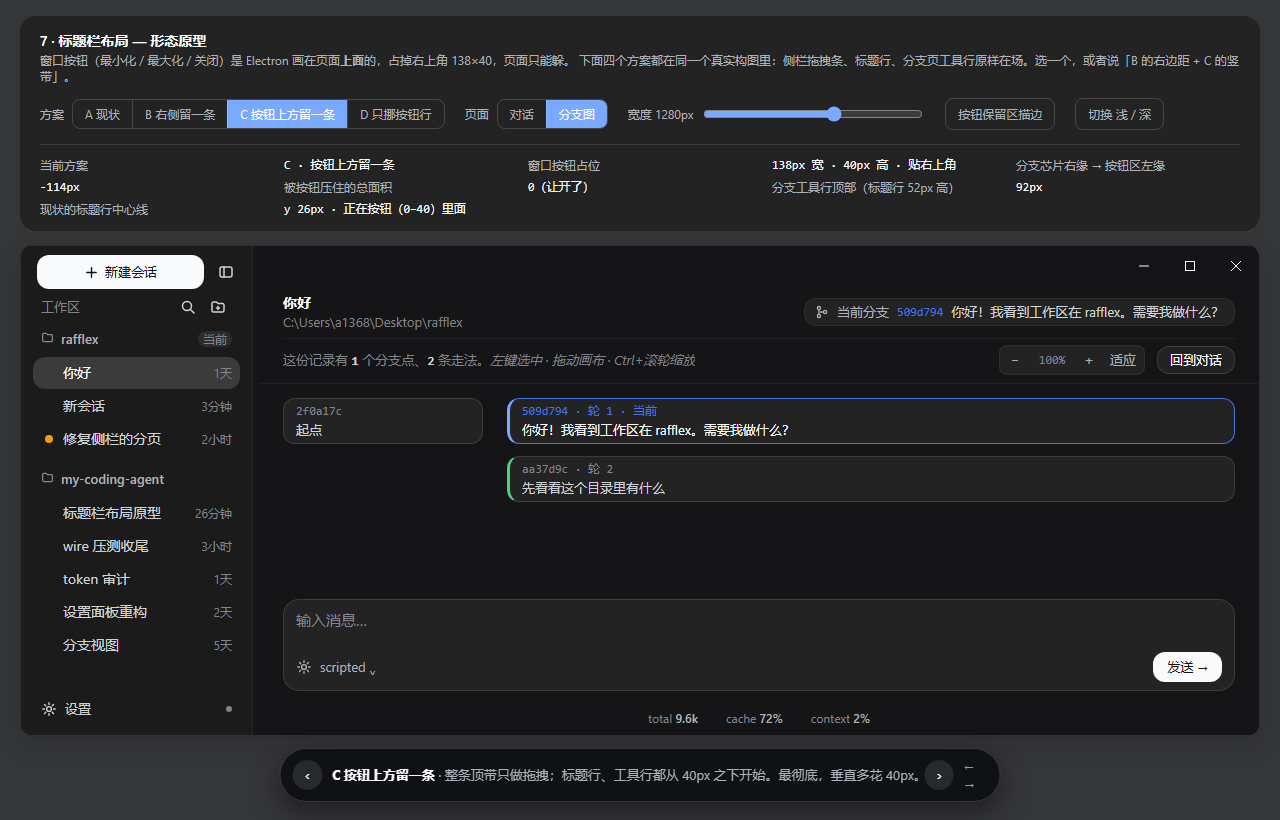 7 · 标题栏布局 — 形态原型
窗口按钮（最小化 / 最大化 / 关闭）是 Electron 画在页面上面的，占掉右上角 138×40，页面只能躲。 下面四个方案都在同一个真实构图里：侧栏拖拽条、标题行、分支页工具行原样在场。选一个，或者说「B 的右边距 + C 的竖
带」。
方案 A 现状 B 右侧留一条 C 按钮上方留一条 D 只挪按钮行 页面 对话 分支图 宽度 1280px 按钮保留区描边 切换 浅 / 深
当前方案 C · 按钮上方留一条 窗口按钮占位 138px 宽 · 40px 高 · 贴右上角 分支芯片右缘 → 按钮区左缘
-114px 被按钮压住的总面积 0（让开了） 分支工具行顶部（标题行 52px 高） 92px
现状的标题行中心线 y 26px · 正在按钮（0–40）里面
+ 新建会话
工作区
rafflex 当前
你好 1天
新会话 3分钟
修复侧栏的分页 2小时
my-coding-agent
标题栏布局原型 26分钟
wire 压测收尾 3小时
token 审计 1天
设置面板重构 2天
分支视图 5天
设置
你好
C:\Users\a1368\Desktop\rafflex
当前分支 509d794 你好！我看到工作区在 rafflex。需要我做什么？
这份记录有 1 个分支点、2 条走法。左键选中 · 拖动画布 · Ctrl+滚轮缩放
− 100% + 适应 回到对话
2f0a17c
起点
509d794 · 轮 1 · 当前
你好！我看到工作区在 rafflex。需要我做什么？
aa37d9c · 轮 2
先看看这个目录里有什么
输入消息…
scripted ⌄
发送 →
total 9.6k cache 72% context 2%
‹ C 按钮上方留一条 · 整条顶带只做拖拽；标题行、工具行都从 40px 之下开始。最彻底，垂直多花 40px。 › ←
→